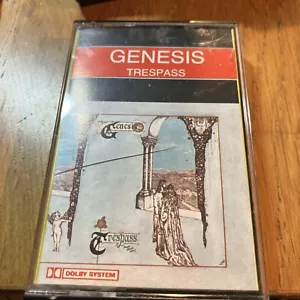 GENESIS
TRESPASS
Genesis
Trespass
DOLBY SYSTEM